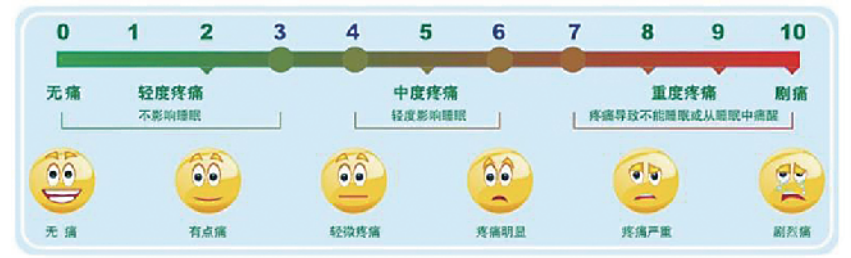 0 1 2 3 4 5 6 7 8 9 10
无痛 轻度疼痛 中度疼痛 重度疼痛 剧痛
不影响睡眠 轻度影响睡眠 疼痛导致不能睡眠或从睡眠中痛醒
无痛 有点痛 轻微疼痛 疼痛明显 疼痛严重 剧烈痛